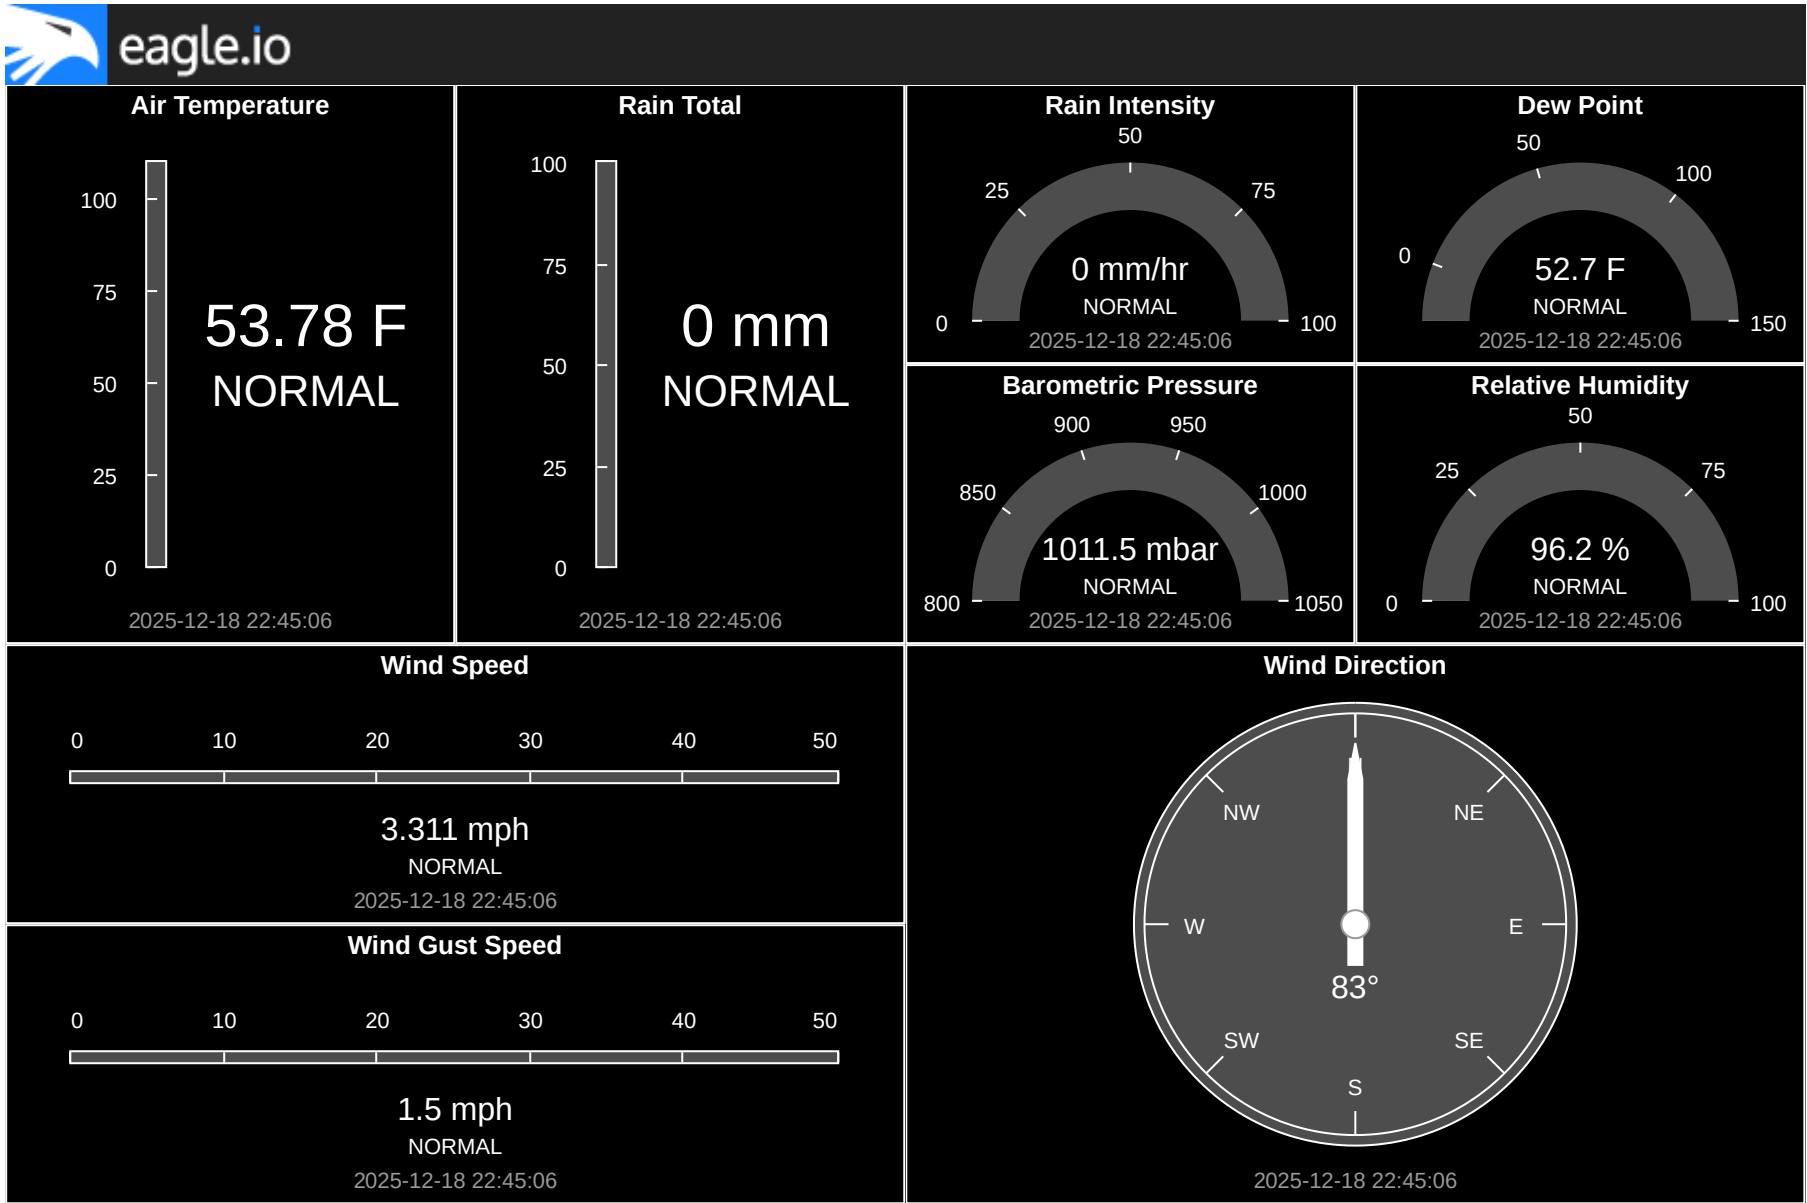 eagle.io
Air Temperature
100
75
50
25
0
53.78 F
NORMAL
2025-12-18 22:45:06
Rain Total
100
75
50
25
0
0 mm
NORMAL
2025-12-18 22:45:06
Rain Intensity
50
25
75
0
100
0 mm/hr
NORMAL
2025-12-18 22:45:06
Dew Point
50
100
0
150
52.7 F
NORMAL
2025-12-18 22:45:06
Barometric Pressure
900
950
850
1000
800
1050
1011.5 mbar
NORMAL
2025-12-18 22:45:06
Relative Humidity
50
25
75
0
100
96.2 %
NORMAL
2025-12-18 22:45:06
Wind Speed
0 10 20 30 40 50
3.311 mph
NORMAL
2025-12-18 22:45:06
Wind Gust Speed
0 10 20 30 40 50
1.5 mph
NORMAL
2025-12-18 22:45:06
Wind Direction
NW NE
W E
83°
SW SE
S
2025-12-18 22:45:06